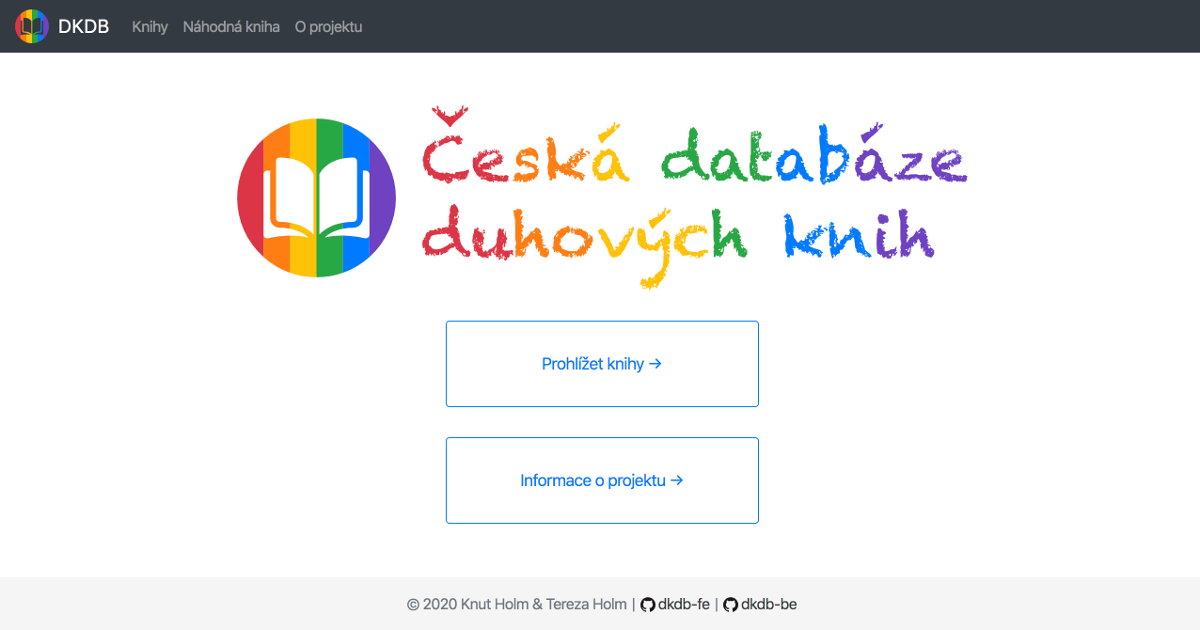 DKDB Knihy Náhodná kniha O projektu
Česká databáze
duhových knih
Prohlížet knihy →
Informace o projektu →
© 2020 Knut Holm & Tereza Holm | dkdb-fe | dkdb-be